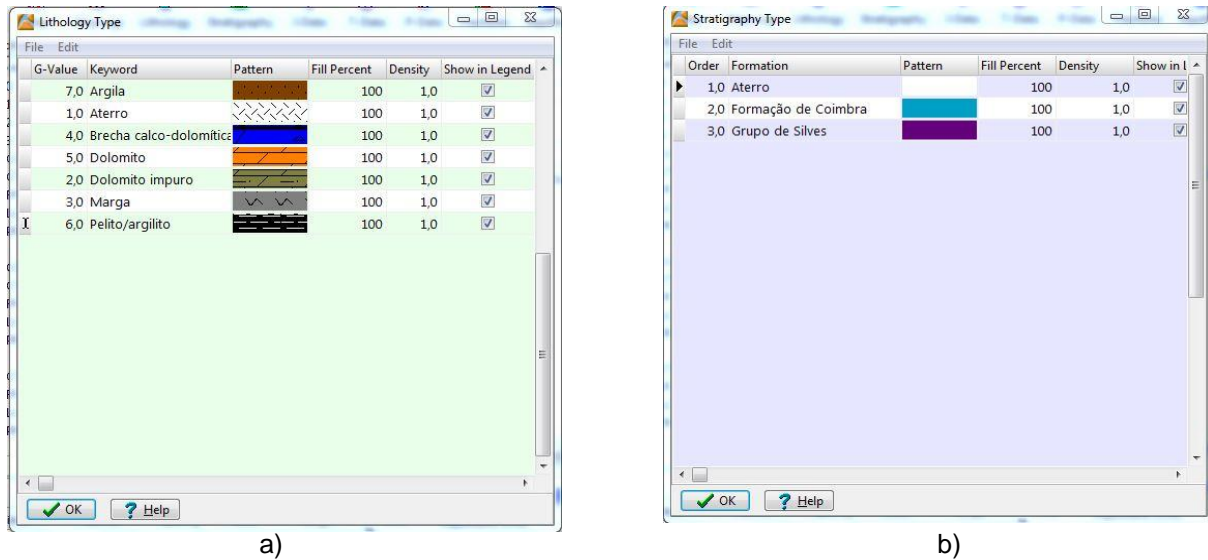 Lithology Type
File Edit
G-Value Keyword Pattern Fill Percent Density Show in Legend
7,0 Argila 100 1,0
1,0 Aterro 100 1,0
4,0 Brecha calco-dolomítica 100 1,0
5,0 Dolomito 100 1,0
2,0 Dolomito impuro 100 1,0
3,0 Marga 100 1,0
6,0 Pelito/argilito 100 1,0
OK Help
a)
Stratigraphy Type
File Edit
Order Formation Pattern Fill Percent Density Show in L
1,0 Aterro 100 1,0
2,0 Formação de Coimbra 100 1,0
3,0 Grupo de Silves 100 1,0
OK Help
b)